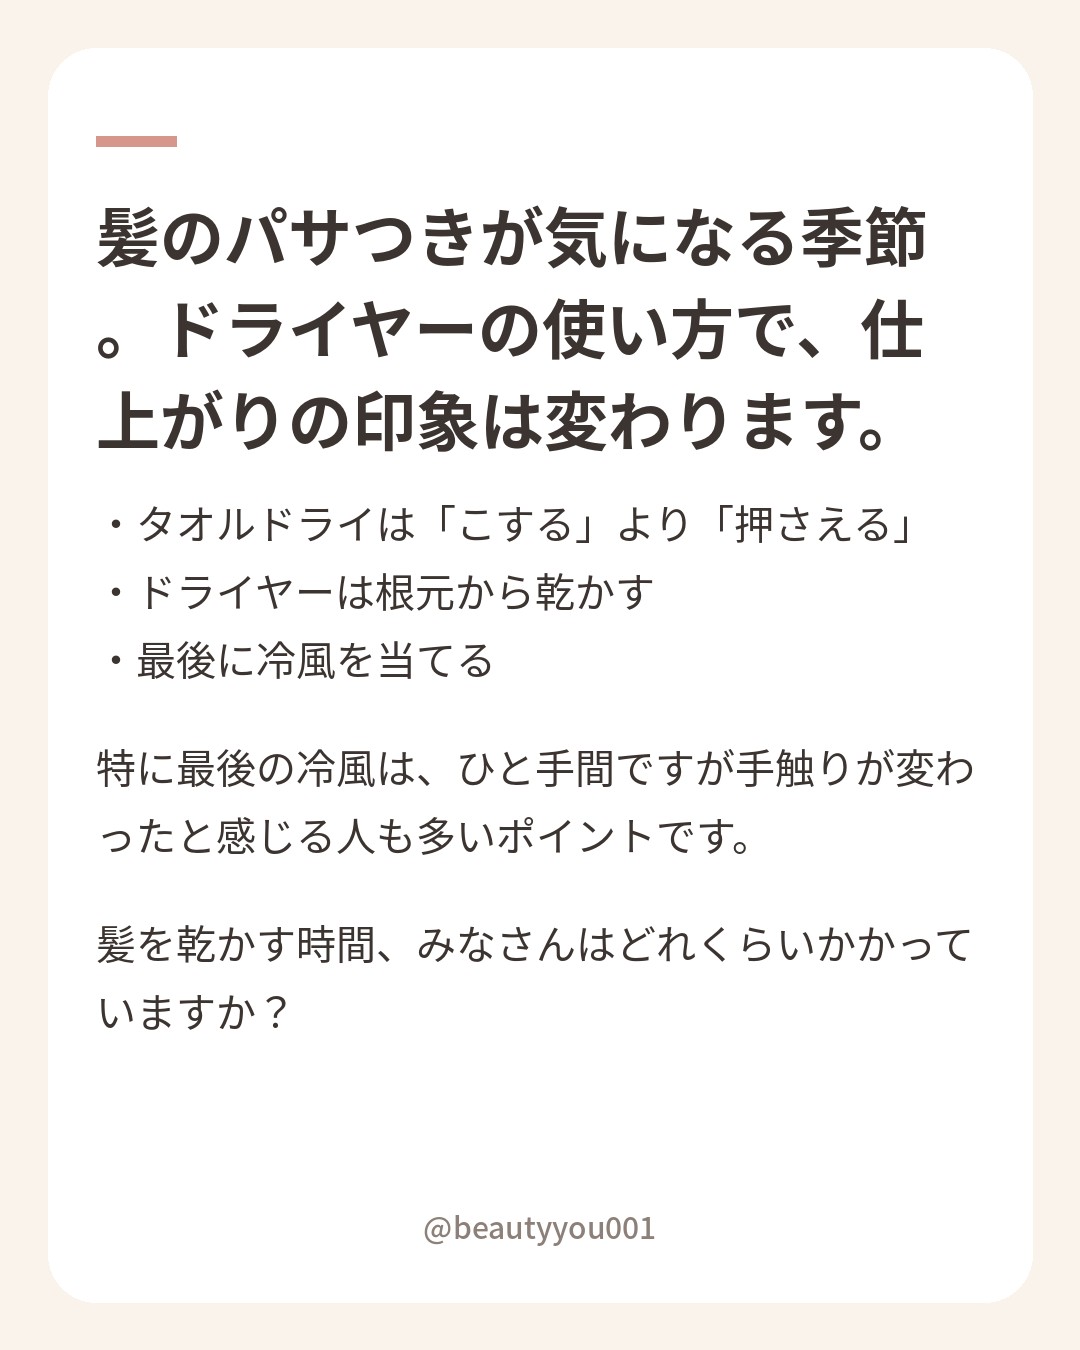 髪のパサつきが気になる季節
。ドライヤーの使い方で、仕
上がりの印象は変わります。
・タオルドライは「こする」より「押さえる」
・ドライヤーは根元から乾かす
・最後に冷風を当てる
特に最後の冷風は、ひと手間ですが手触りが変わ
ったと感じる人も多いポイントです。
髪を乾かす時間、みなさんはどれくらいかかって
いますか？
@beautyyou001